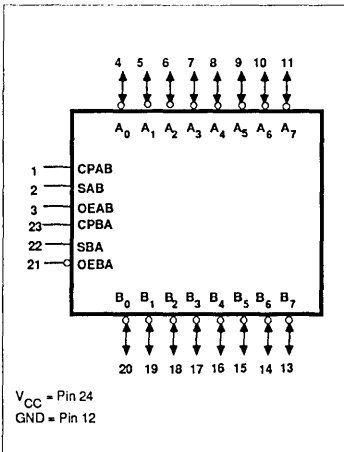 4 5 6 7 8 9 10 11
A0 A1 A2 A3 A4 A5 A6 A7
1 CPAB
2 SAB
3 OEAB
23 CPBA
22 SBA
21 OEBA
B0 B1 B2 B3 B4 B5 B6 B7
20 19 18 17 16 15 14 13
VCC = Pin 24
GND = Pin 12